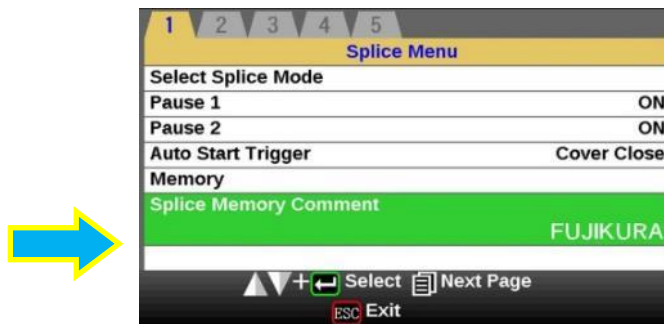 1 2 3 4 5
Splice Menu
Select Splice Mode
Pause 1 ON
Pause 2 ON
Auto Start Trigger Cover Close
Memory
Splice Memory Comment
FUJIKURA
+ Select Next Page
ESC Exit